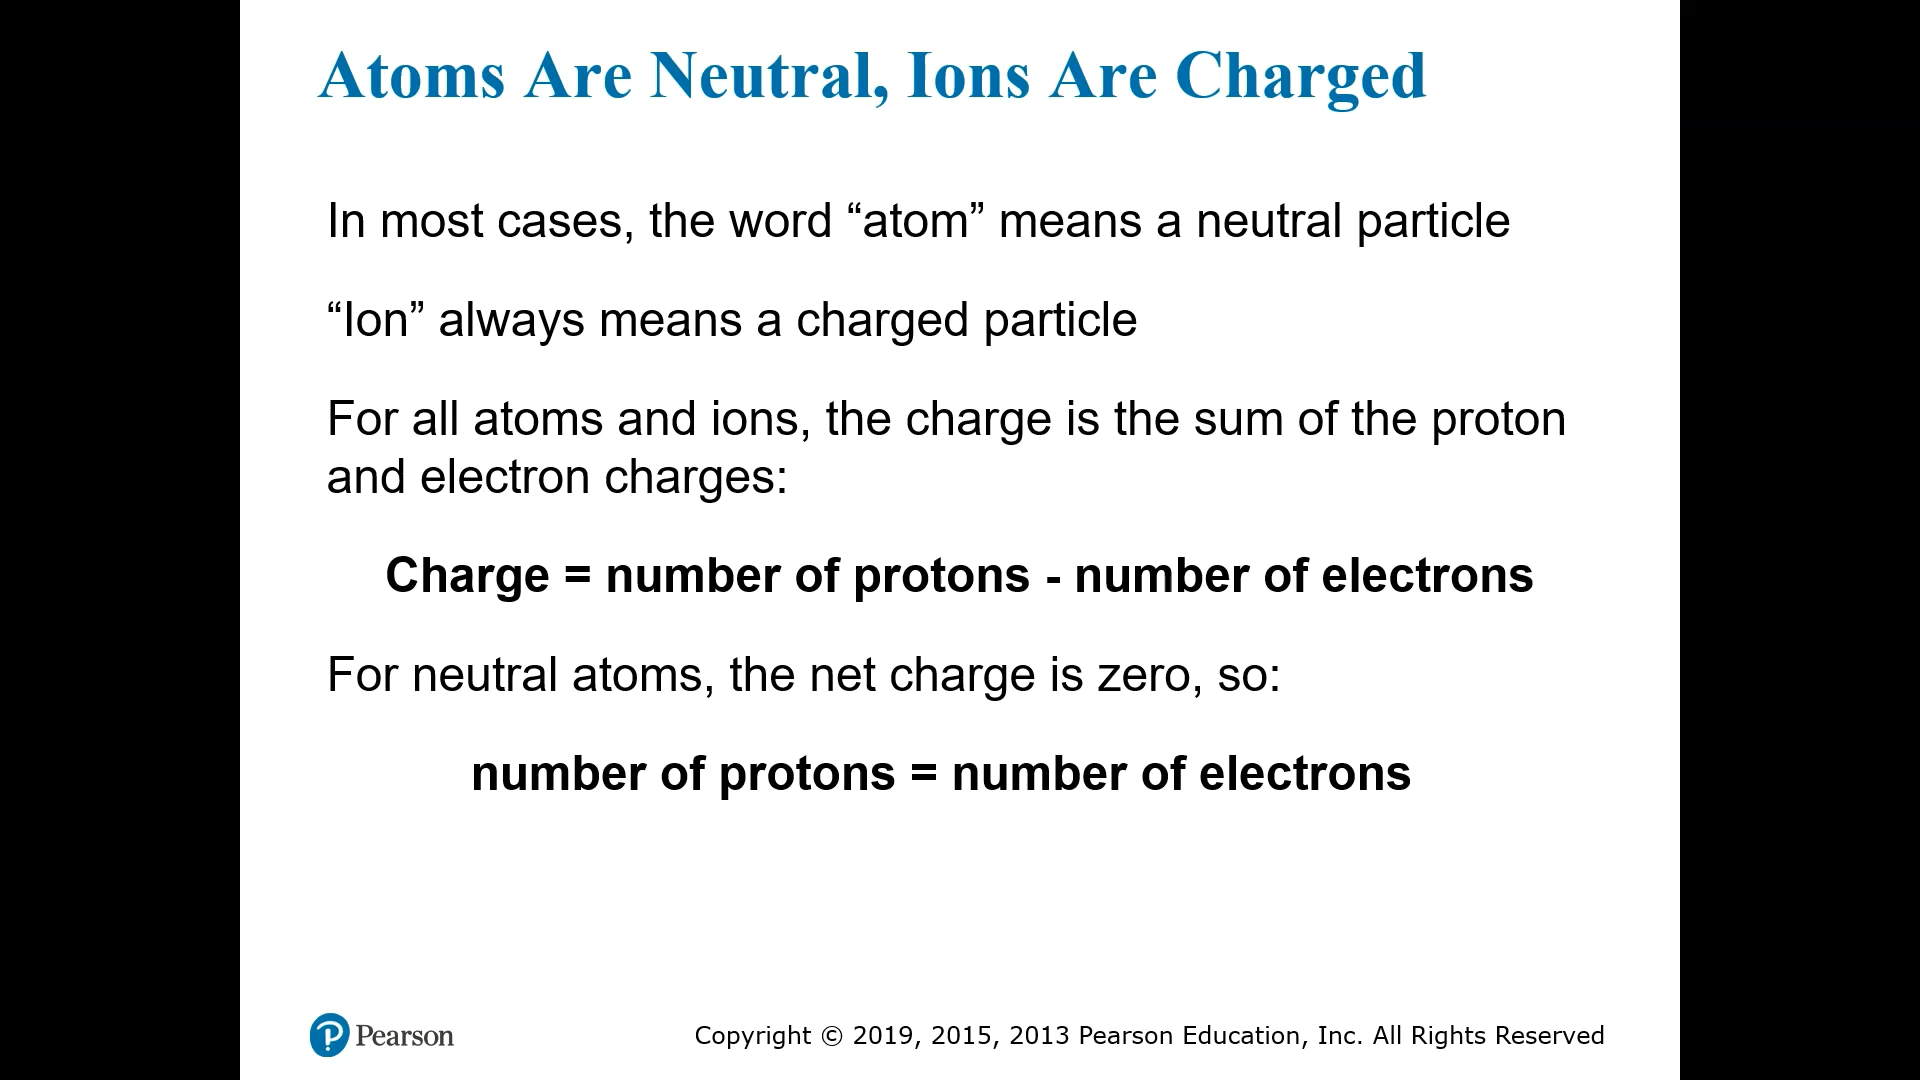 Atoms Are Neutral, Ions Are Charged
In most cases, the word “atom” means a neutral particle
“Ion” always means a charged particle
For all atoms and ions, the charge is the sum of the proton
and electron charges:
Charge = number of protons - number of electrons
For neutral atoms, the net charge is zero, so:
number of protons = number of electrons
Pearson
Copyright © 2019, 2015, 2013 Pearson Education, Inc. All Rights Reserved